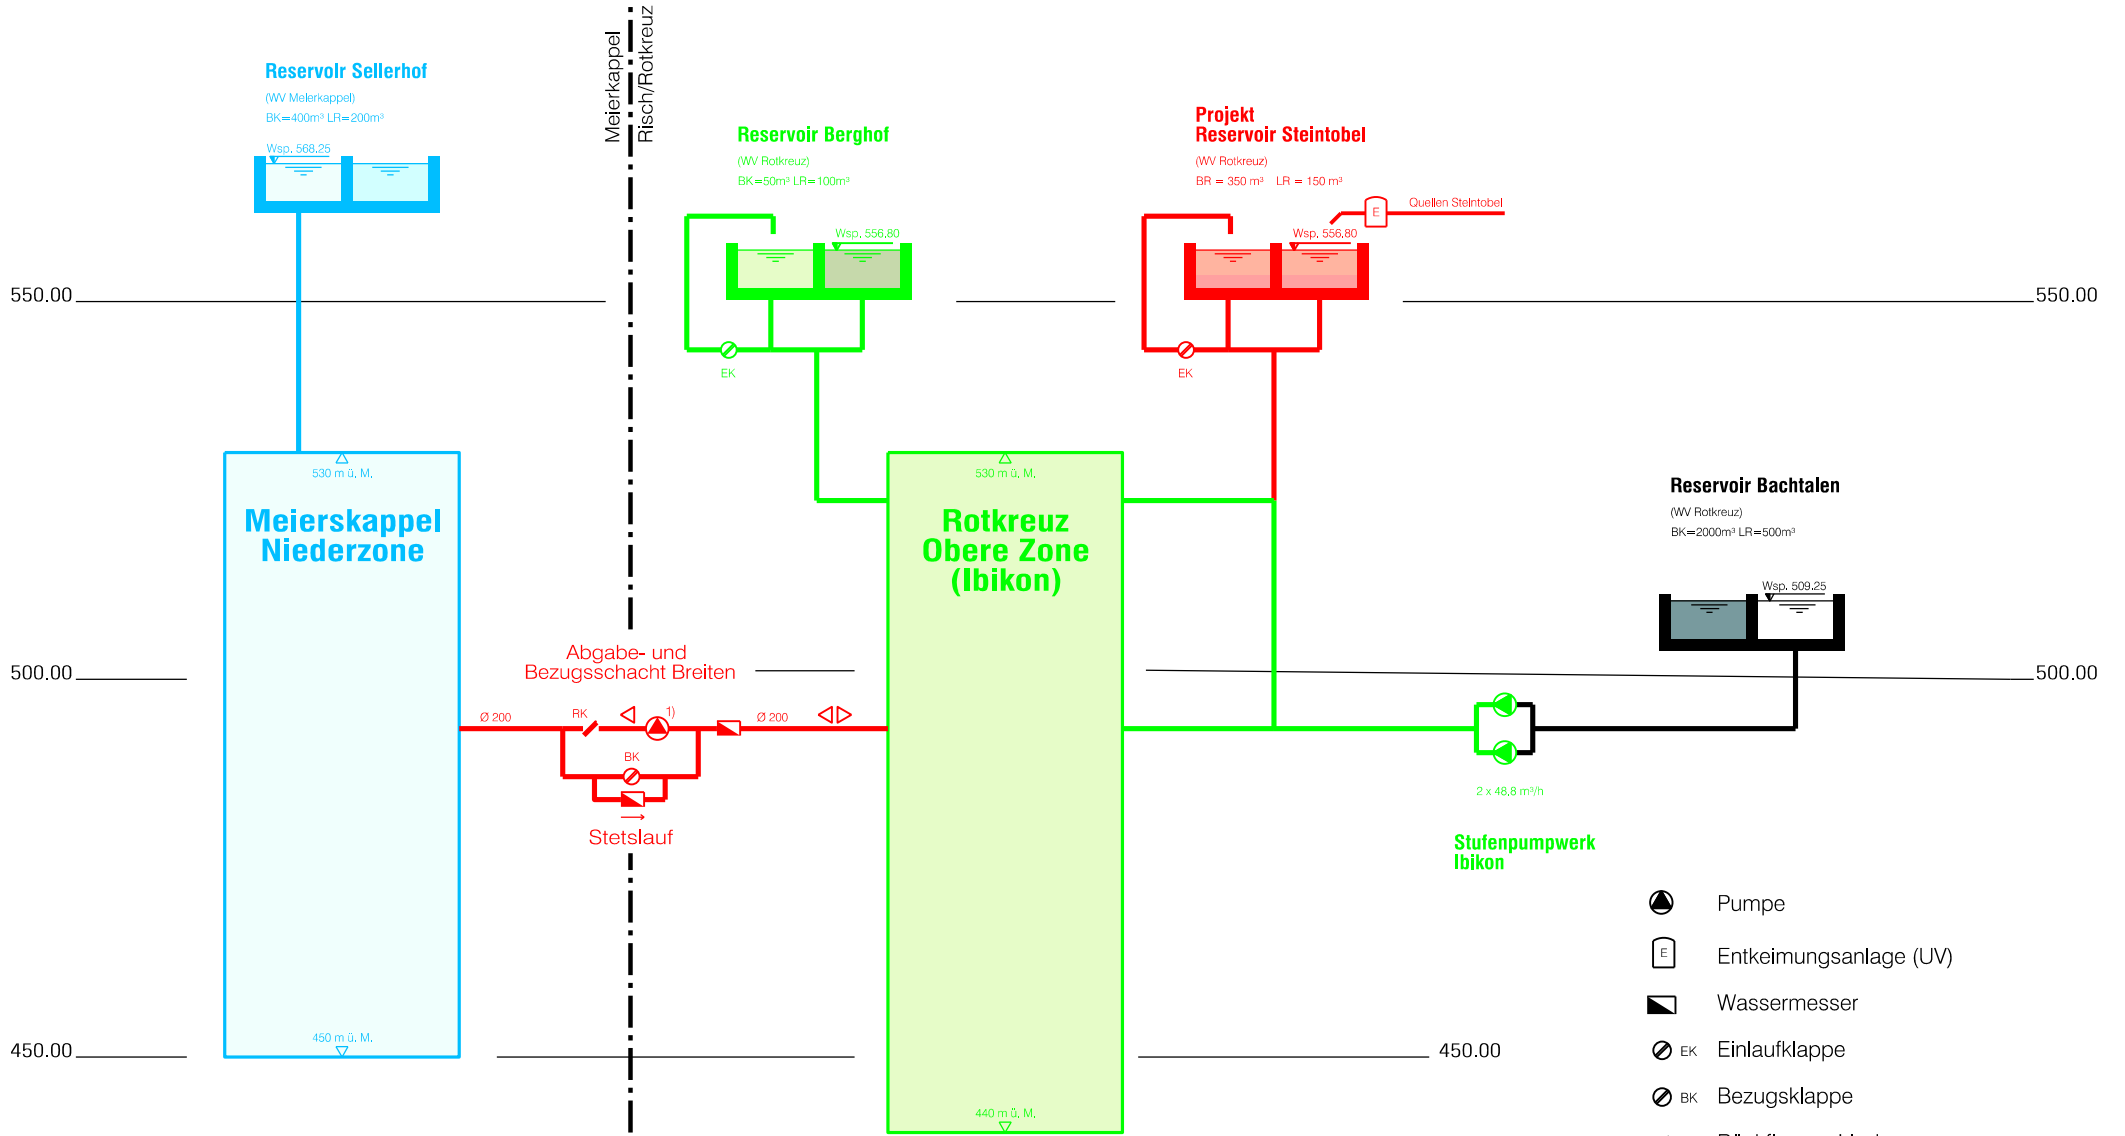 Meierkappel
Risch/Rotkreuz
Reservoir Sellerhof
(WV Meierkappel)
BK=400m³ LR=200m³
Wsp. 568.25
Reservoir Berghof
(WV Rotkreuz)
BK=50m³ LR=100m³
Wsp. 556.80
Projekt
Reservoir Steintobel
(WV Rotkreuz)
BR = 350 m³ LR = 150 m³
E
Quellen Steintobel
Wsp. 556.80
550.00
550.00
EK
EK
530 m ü. M.
530 m ü. M.
Meierskappel
Niederzone
Rotkreuz
Obere Zone
(Ibikon)
Reservoir Bachtalen
(WV Rotkreuz)
BK=2000m³ LR=500m³
Wsp. 509.25
Abgabe- und
Bezugsschacht Breiten
500.00
500.00
Ø 200
RK
1)
Ø 200
BK
Stetslauf
2 x 48.8 m³/h
Stufenpumpwerk
Ibikon
Pumpe
E
Entkeimungsanlage (UV)
Wassermesser
EK Einlaufklappe
BK Bezugsklappe
450 m ü. M.
450.00
450.00
440 m ü. M.